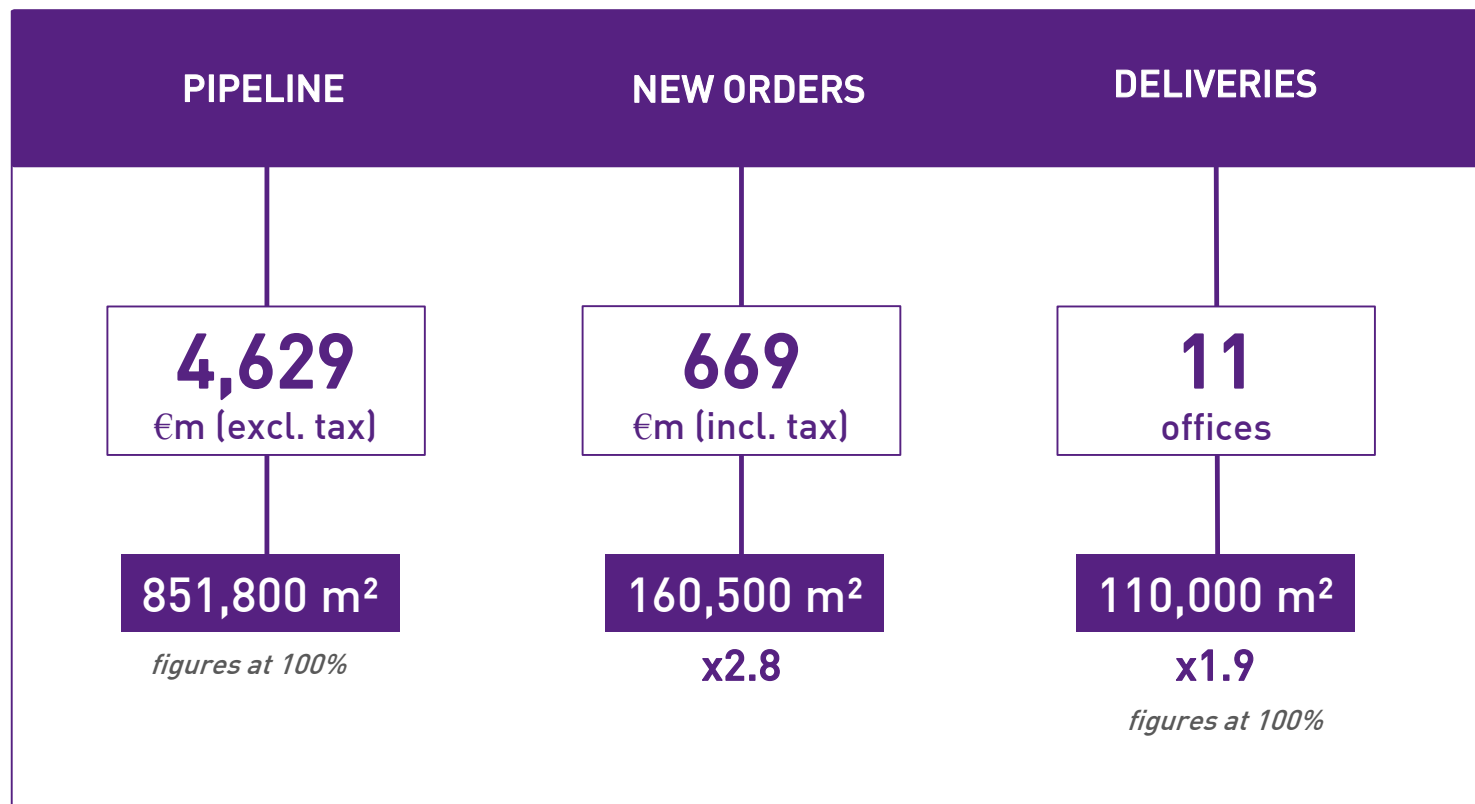 PIPELINE
4,629
€m (excl. tax)
851,800 m²
figures at 100%
NEW ORDERS
669
€m (incl. tax)
160,500 m²
x2.8
DELIVERIES
11
offices
110,000 m²
x1.9
figures at 100%